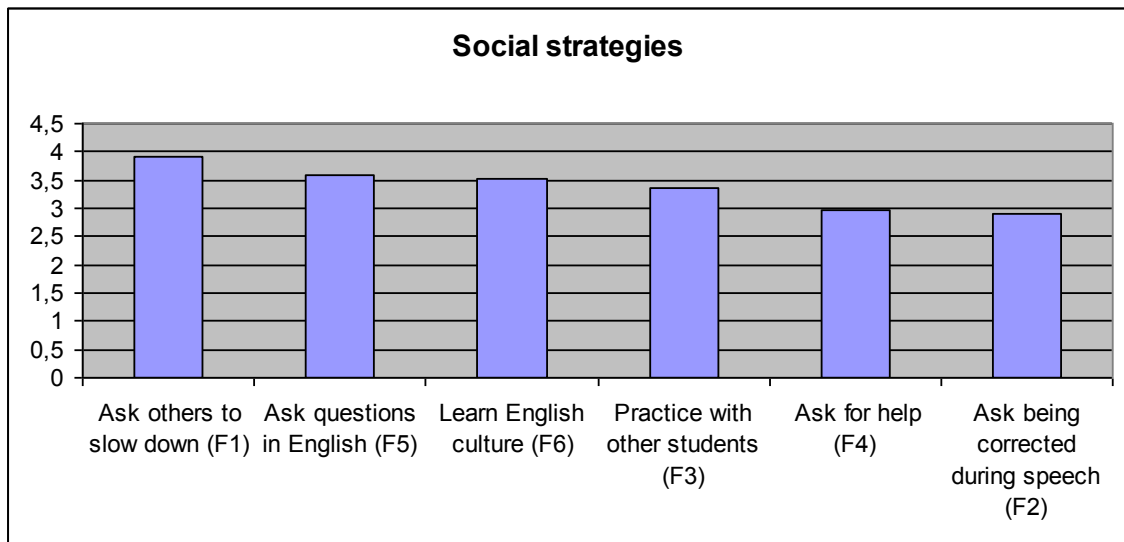 Social strategies
4,5
4
3,5
3
2,5
2
1,5
1
0,5
0
Ask others to
slow down (F1)
Ask questions
in English (F5)
Learn English
culture (F6)
Practice with
other students
(F3)
Ask for help
(F4)
Ask being
corrected
during speech
(F2)